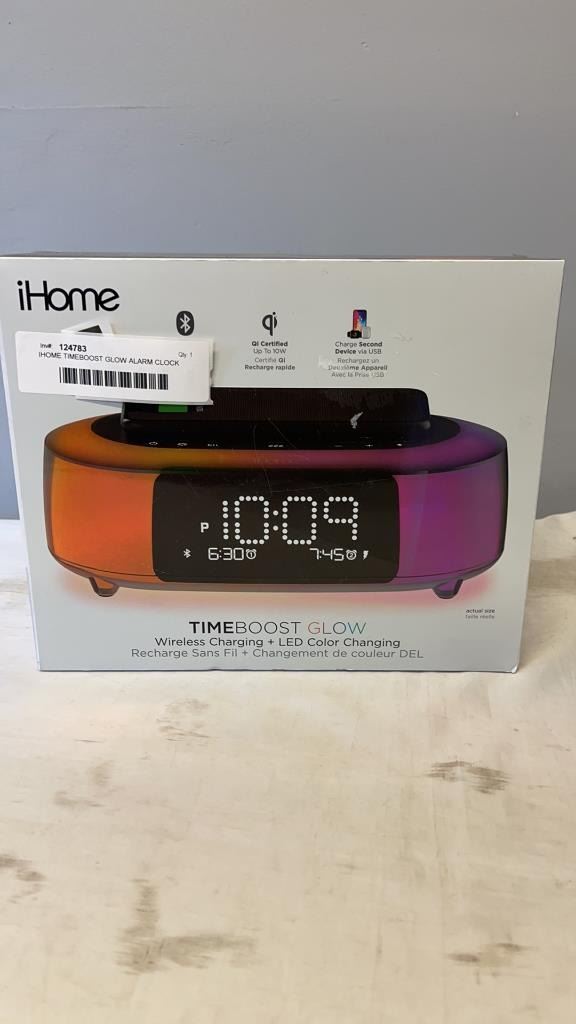 iHome
Inv#: 124783
Qty: 1
IHOME TIMEBOOST GLOW ALARM CLOCK
Qi Certified
Up To 10W
Certifié Qi
Recharge rapide
Charge Second
Device via USB
Rechargez un
Deuxième Appareil
Avec la Prise USB
P 10:09
6:30 7:45
TIMEBOOST GLOW
Wireless Charging + LED Color Changing
Recharge Sans Fil + Changement de couleur DEL
actual size
taille réelle